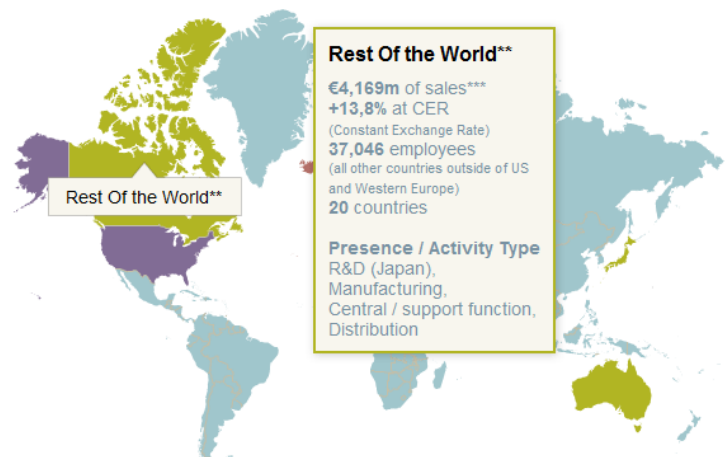 Rest Of the World**
€4,169m of sales***
+13,8% at CER
(Constant Exchange Rate)
37,046 employees
(all other countries outside of US
and Western Europe)
20 countries
Presence / Activity Type
R&D (Japan),
Manufacturing,
Central / support function,
Distribution
Rest Of the World**